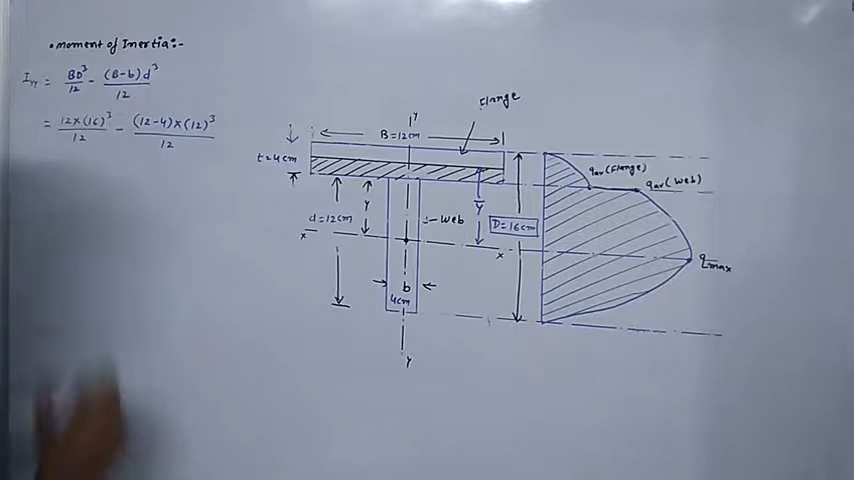 • moment of Inertia:-
Iyy = BD³/12 - (B-b)d³/12
= 12×(16)³/12 - (12-4)×(12)³/12
Flange
y
B=12cm
t=4cm
qav(Flange)
qav(Web)
d=12cm
y
:-Web
ȳ
D=16cm
x
x
qmax
b
4cm
y